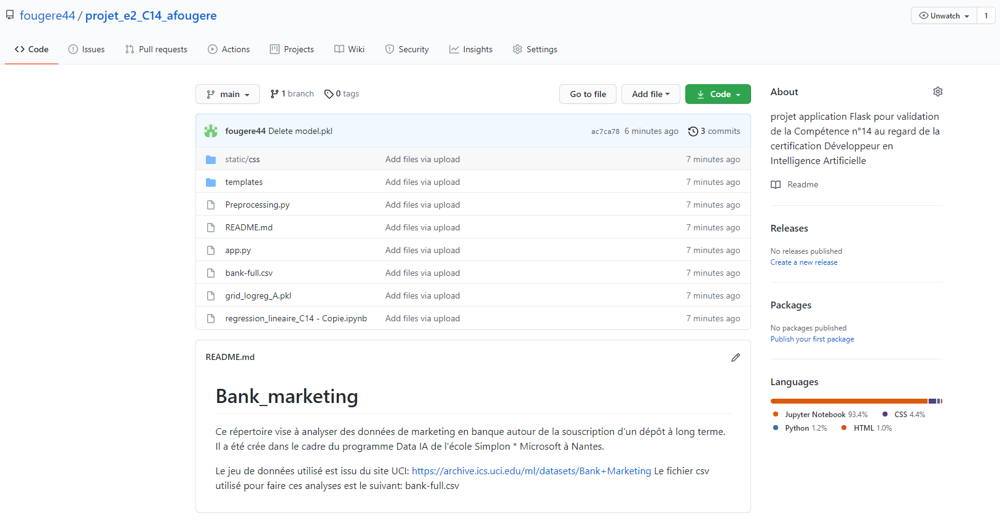 fougere44 / projet_e2_C14_afougere
Unwatch 1
Code Issues Pull requests Actions Projects Wiki Security Insights Settings
main 1 branch 0 tags Go to file Add file Code
fougere44 Delete model.pkl ac7ca78 6 minutes ago 3 commits
static/css Add files via upload 7 minutes ago
templates Add files via upload 7 minutes ago
Preprocessing.py Add files via upload 7 minutes ago
README.md Add files via upload 7 minutes ago
app.py Add files via upload 7 minutes ago
bank-full.csv Add files via upload 7 minutes ago
grid_logreg_A.pkl Add files via upload 7 minutes ago
regression_lineaire_C14 - Copie.ipynb Add files via upload 7 minutes ago
README.md
Bank_marketing
Ce répertoire vise à analyser des données de marketing en banque autour de la souscription d'un dépôt à long terme.
Il a été crée dans le cadre du programme Data IA de l'école Simplon * Microsoft à Nantes.
Le jeu de données utilisé est issu du site UCI: https://archive.ics.uci.edu/ml/datasets/Bank+Marketing Le fichier csv
utilisé pour faire ces analyses est le suivant: bank-full.csv
About
projet application Flask pour validation
de la Compétence n°14 au regard de la
certification Développeur en
Intelligence Artificielle
Readme
Releases
No releases published
Create a new release
Packages
No packages published
Publish your first package
Languages
Jupyter Notebook 93.4% CSS 4.4%
Python 1.2% HTML 1.0%